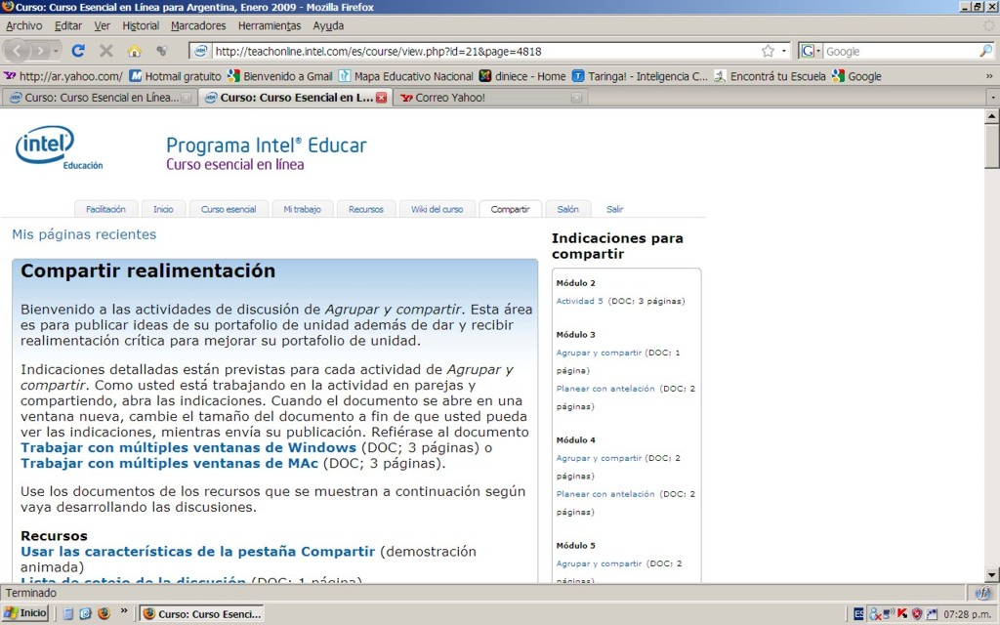 Curso: Curso Esencial en Línea para Argentina, Enero 2009 - Mozilla Firefox
Archivo Editar Ver Historial Marcadores Herramientas Ayuda
http://teachonline.intel.com/es/course/view.php?id=21&page=4818
Google
http://ar.yahoo.com/ Hotmail gratuito Bienvenido a Gmail Mapa Educativo Nacional diniece - Home Taringa! - Inteligencia C... Encontrá tu Escuela Google »
Curso: Curso Esencial en Línea... Curso: Curso Esencial en L... Correo Yahoo!
intel Educación
Programa Intel® Educar
Curso esencial en línea
Facilitación Inicio Curso esencial Mi trabajo Recursos Wiki del curso Compartir Salón Salir
Mis páginas recientes
Compartir realimentación
Bienvenido a las actividades de discusión de Agrupar y compartir. Esta área
es para publicar ideas de su portafolio de unidad además de dar y recibir
realimentación crítica para mejorar su portafolio de unidad.
Indicaciones detalladas están previstas para cada actividad de Agrupar y
compartir. Como usted está trabajando en la actividad en parejas y
compartiendo, abra las indicaciones. Cuando el documento se abre en una
ventana nueva, cambie el tamaño del documento a fin de que usted pueda
ver las indicaciones, mientras envía su publicación. Refiérase al documento
Trabajar con múltiples ventanas de Windows (DOC; 3 páginas) o
Trabajar con múltiples ventanas de MAc (DOC; 3 páginas).
Use los documentos de los recursos que se muestran a continuación según
vaya desarrollando las discusiones.
Recursos
Usar las características de la pestaña Compartir (demostración
animada)
Lista de cotejo de la discusión (DOC; 1 página)
Indicaciones para
compartir
Módulo 2
Actividad 5 (DOC; 3 páginas)
Módulo 3
Agrupar y compartir (DOC; 1
página)
Planear con antelación (DOC; 2
páginas)
Módulo 4
Agrupar y compartir (DOC; 2
páginas)
Planear con antelación (DOC; 2
páginas)
Módulo 5
Agrupar y compartir (DOC; 2
páginas)
Terminado
Inicio » Curso: Curso Esenci... ES 07:28 p.m.